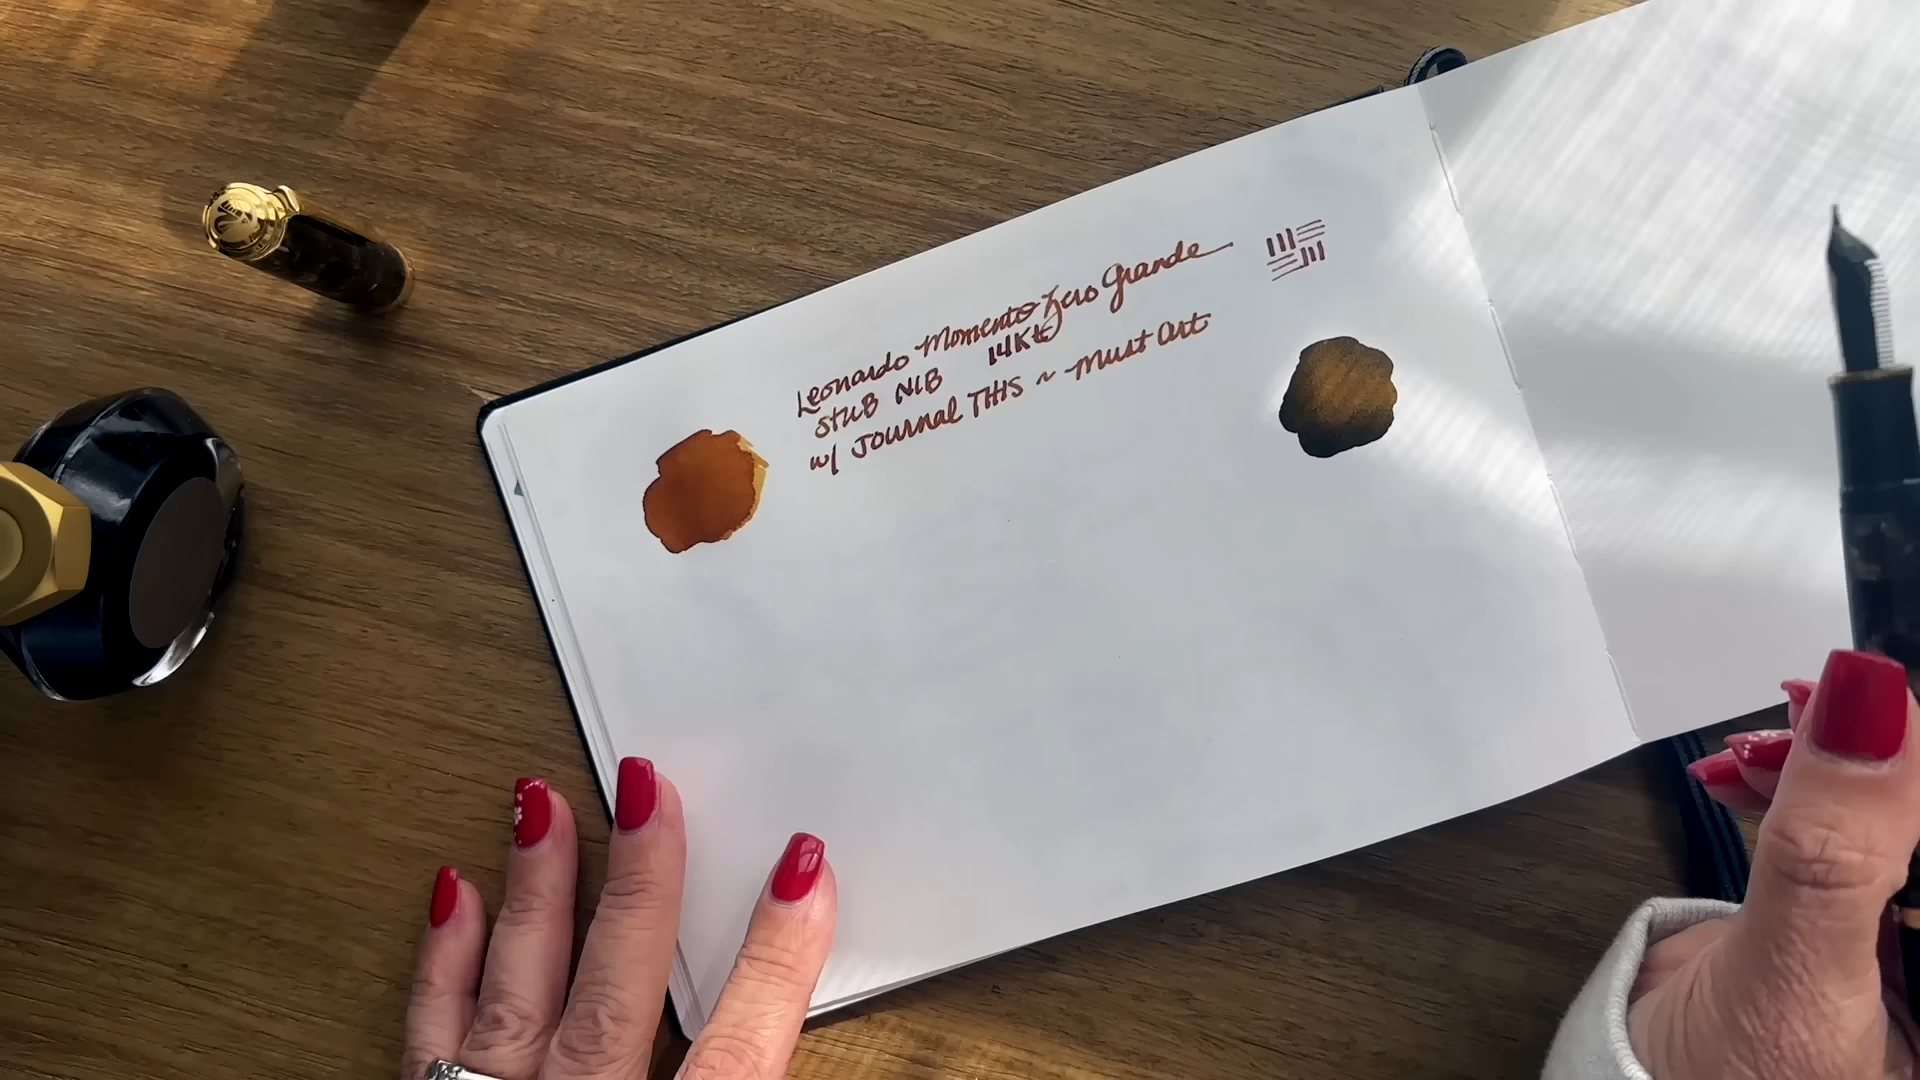 Leonardo Momento Zero Grande
STUB NIB 14Kt
w/ Journal THIS ~ Must Art